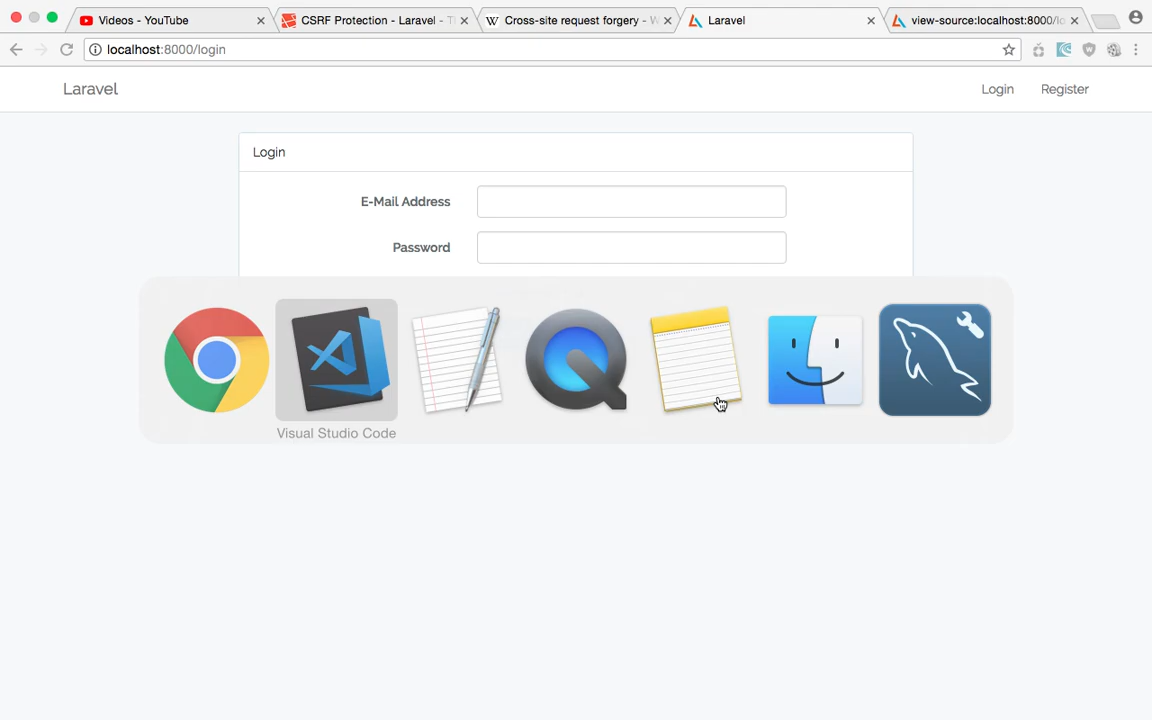 Videos - YouTube
CSRF Protection - Laravel - T
Cross-site request forgery - W
Laravel
view-source:localhost:8000/lo
localhost:8000/login
Laravel
Login
Register
Login
E-Mail Address
Password
Visual Studio Code